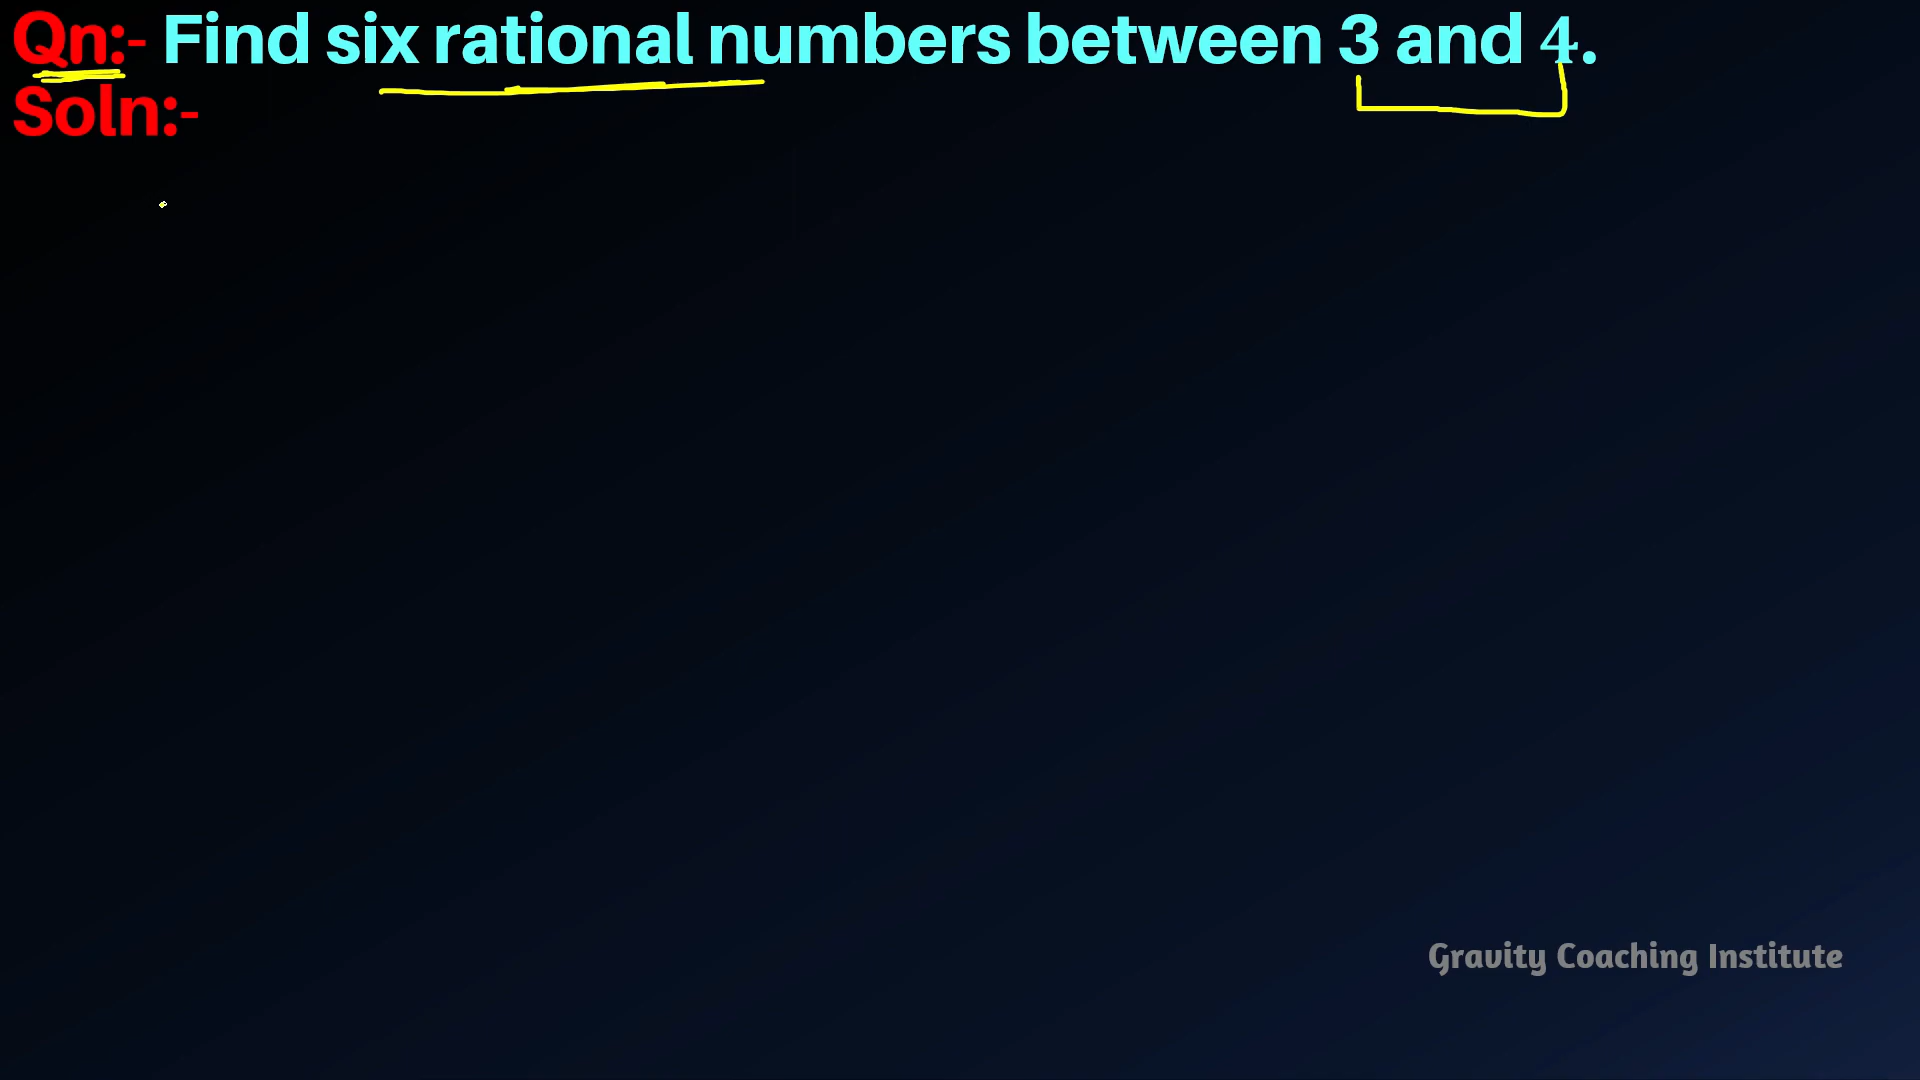 Qn:- Find six rational numbers between 3 and 4.
Soln:-
Gravity Coaching Institute